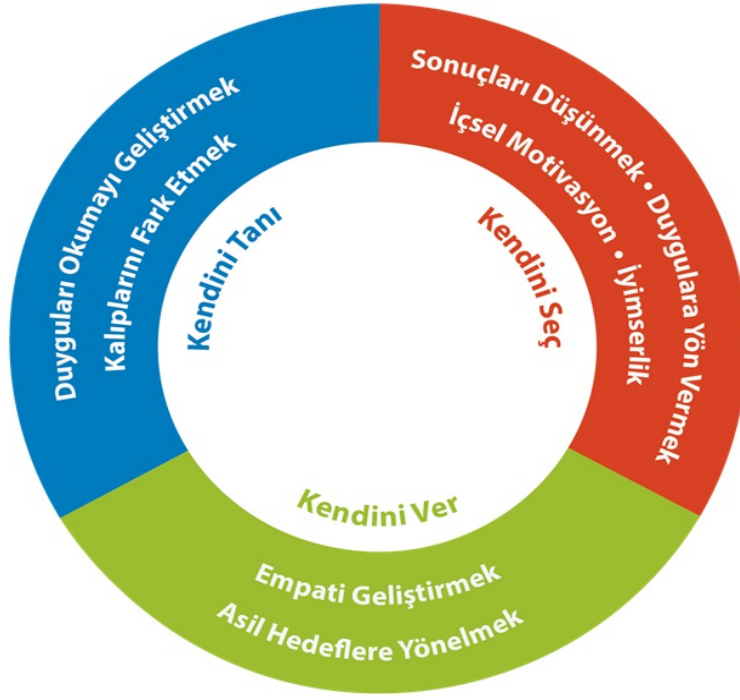 Duyguları Okumayı Geliştirmek
Kalıplarını Fark Etmek
Kendini Tanı
Sonuçları Düşünmek • Duygulara Yön Vermek
İçsel Motivasyon • İyimserlik
Kendini Seç
Kendini Ver
Empati Geliştirmek
Asil Hedeflere Yönelmek